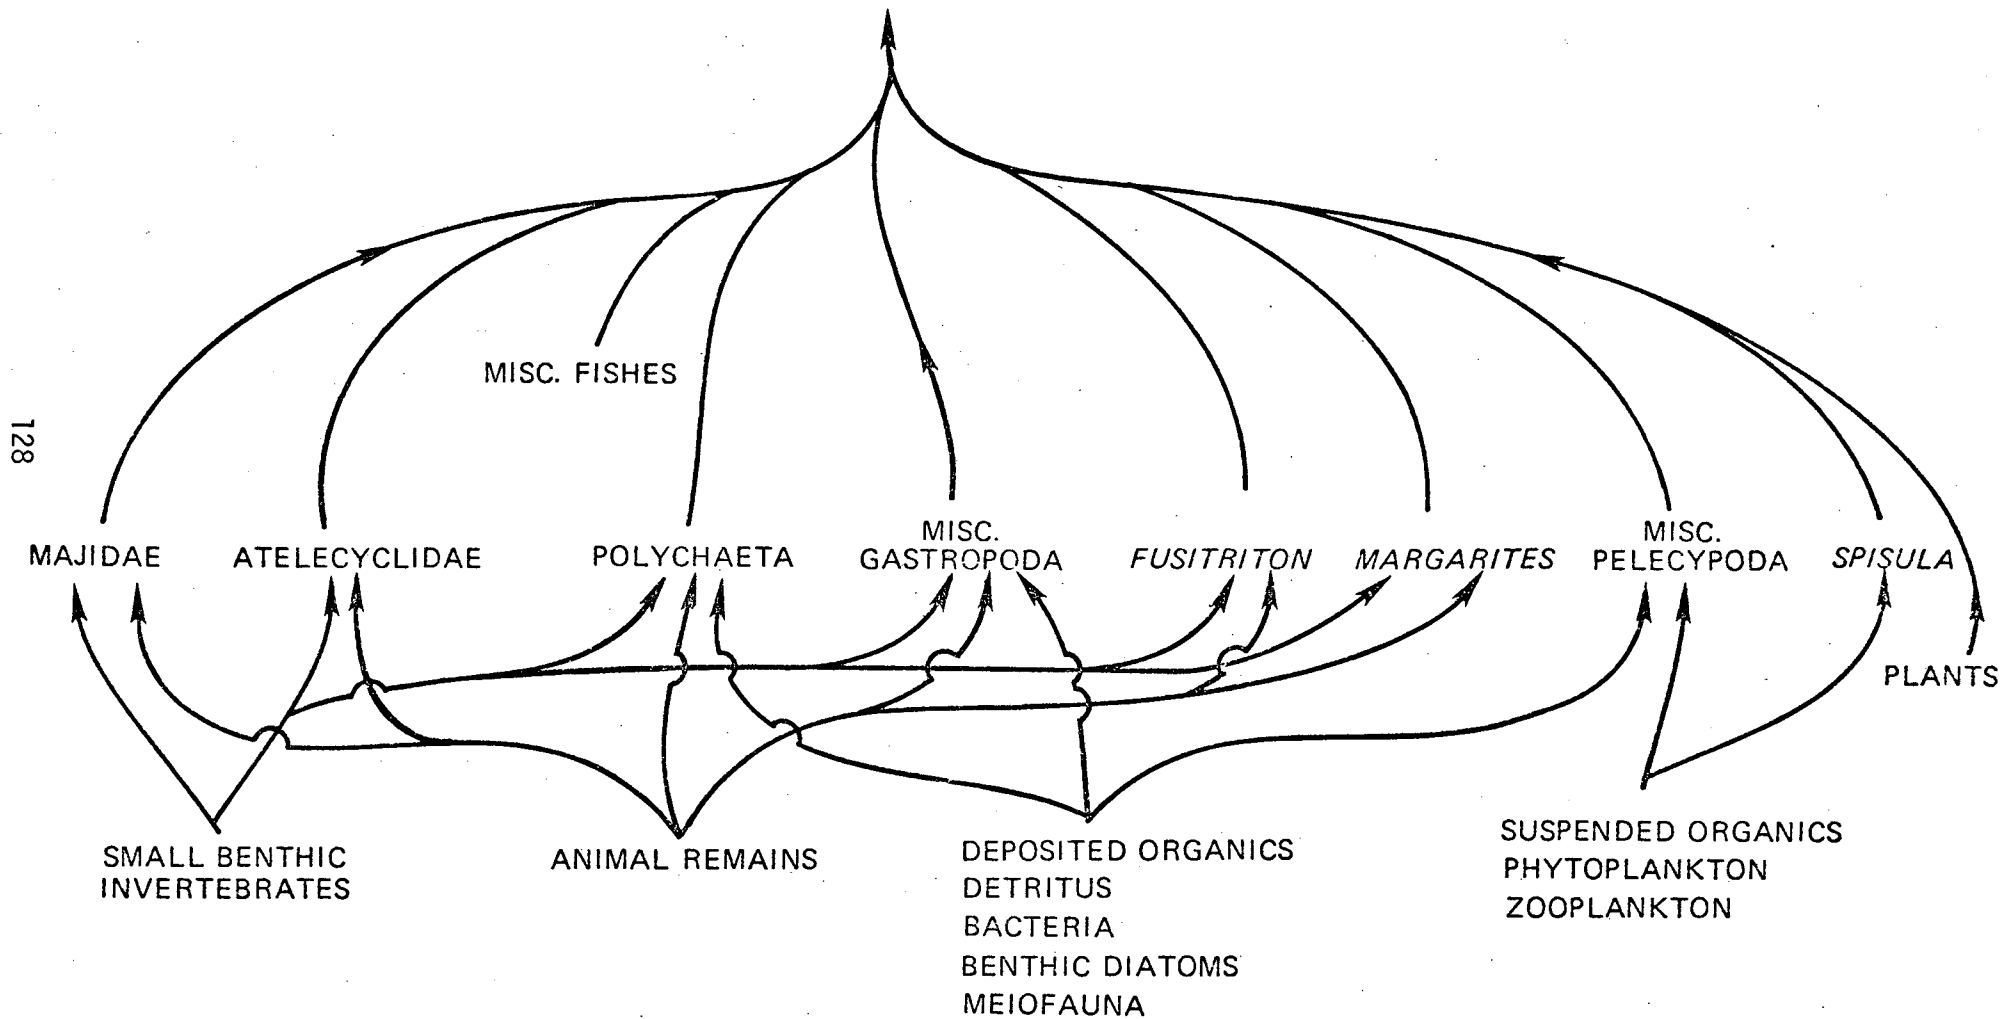 MISC. FISHES
128
MAJIDAE
ATELECYCLIDAE
POLYCHAETA
MISC.
GASTROPODA
FUSITRITON
MARGARITES
MISC.
PELECYPODA
SPISULA
PLANTS
SMALL BENTHIC
INVERTEBRATES
ANIMAL REMAINS
DEPOSITED ORGANICS
DETRITUS
BACTERIA
BENTHIC DIATOMS
MEIOFAUNA
SUSPENDED ORGANICS
PHYTOPLANKTON
ZOOPLANKTON